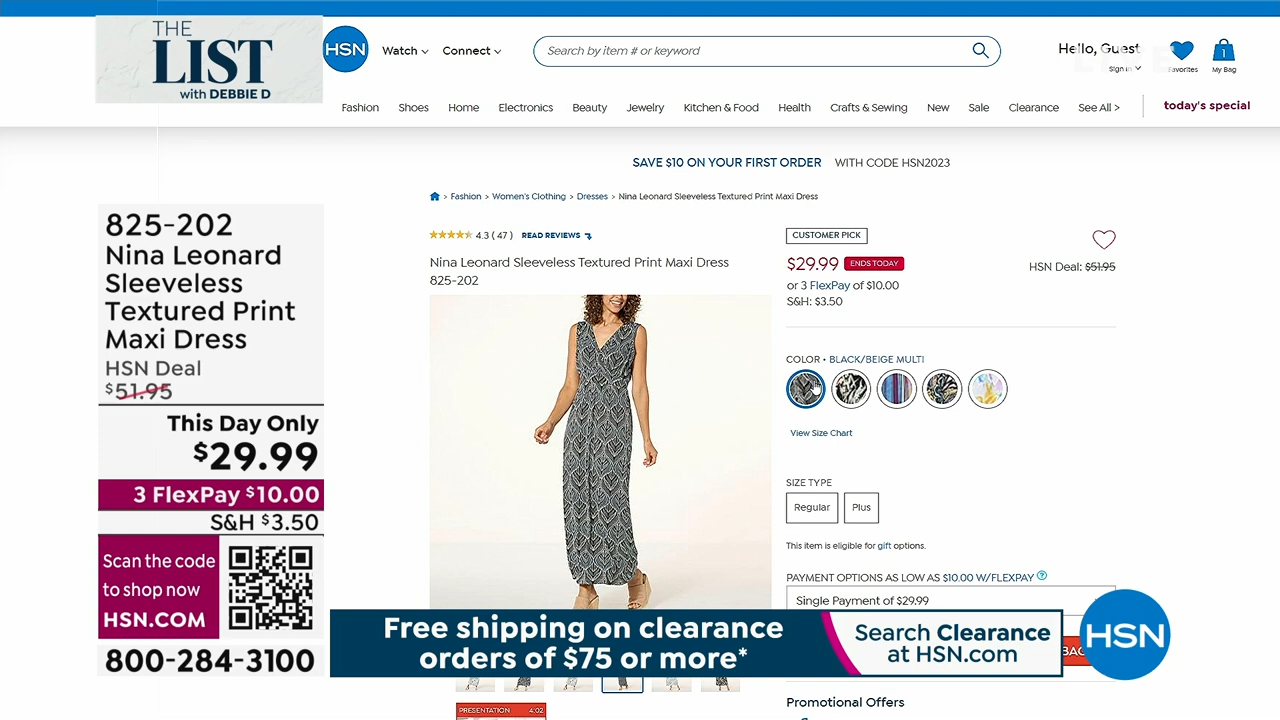 THE
LIST
with DEBBIE D
HSN
Watch
Connect
Search by item # or keyword
Hello, Guest
Sign In
Favorites
1
My Bag
Fashion Shoes Home Electronics Beauty Jewelry Kitchen & Food Health Crafts & Sewing New Sale Clearance See All > today's special
SAVE $10 ON YOUR FIRST ORDER WITH CODE HSN2023
> Fashion > Women's Clothing > Dresses > Nina Leonard Sleeveless Textured Print Maxi Dress
825-202
Nina Leonard
Sleeveless
Textured Print
Maxi Dress
HSN Deal
$51.95
This Day Only
$29.99
3 FlexPay $10.00
S&H $3.50
Scan the code
to shop now
HSN.COM
800-284-3100
4.3 ( 47 ) READ REVIEWS
Nina Leonard Sleeveless Textured Print Maxi Dress
825-202
CUSTOMER PICK
$29.99 ENDS TODAY
HSN Deal: $51.95
or 3 FlexPay of $10.00
S&H: $3.50
COLOR • BLACK/BEIGE MULTI
View Size Chart
SIZE TYPE
Regular Plus
This item is eligible for gift options.
PAYMENT OPTIONS AS LOW AS $10.00 W/FLEXPAY ?
Single Payment of $29.99
Free shipping on clearance
orders of $75 or more*
Search Clearance
at HSN.com
HSN
Promotional Offers
PRESENTATION 4:02